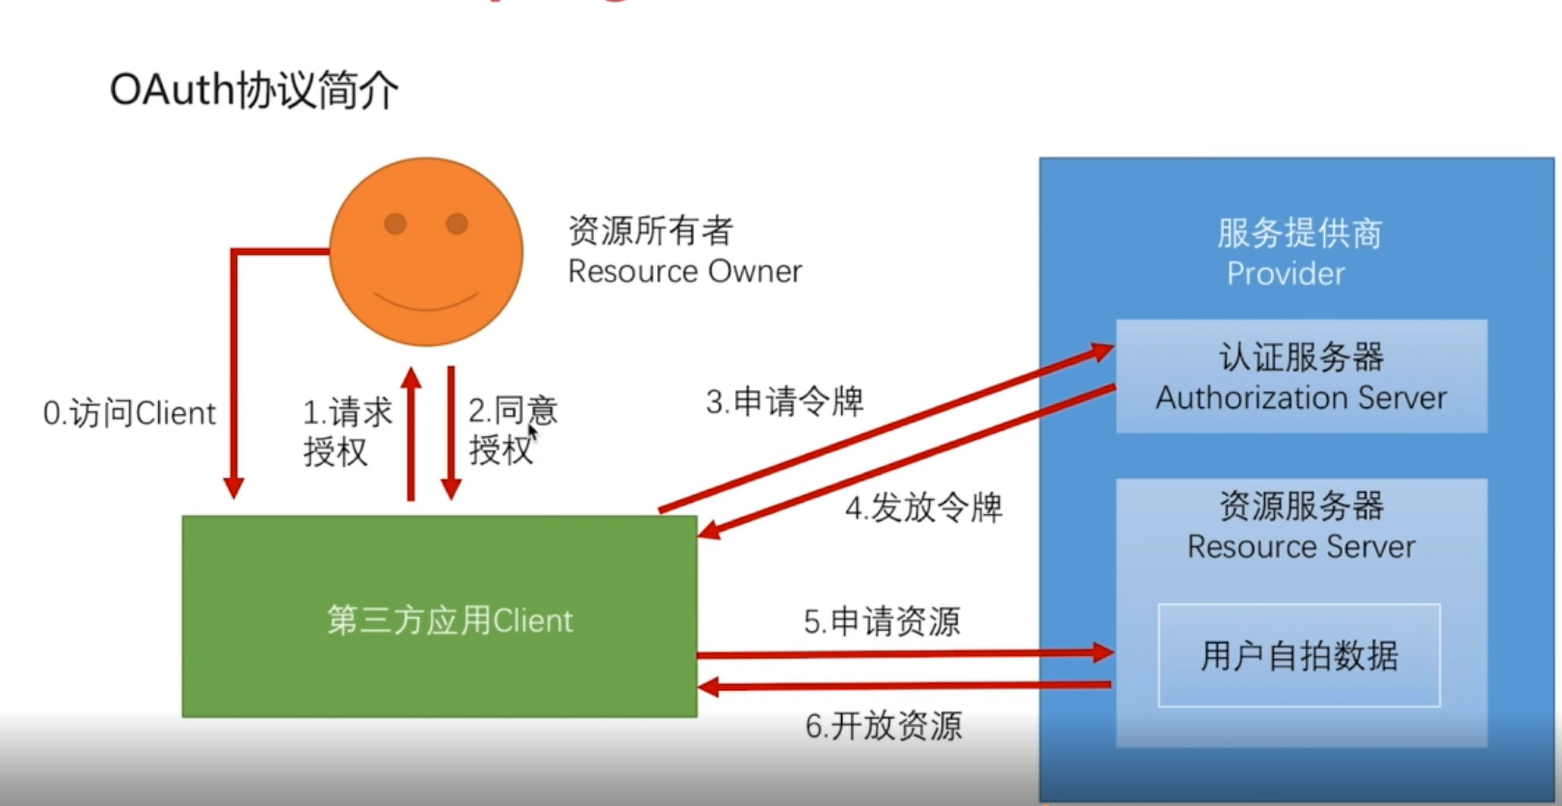 OAuth协议简介
资源所有者
Resource Owner
服务提供商
Provider
认证服务器
Authorization Server
0.访问Client
1.请求
授权
2.同意
授权
3.申请令牌
4.发放令牌
资源服务器
Resource Server
第三方应用Client
5.申请资源
用户自拍数据
6.开放资源